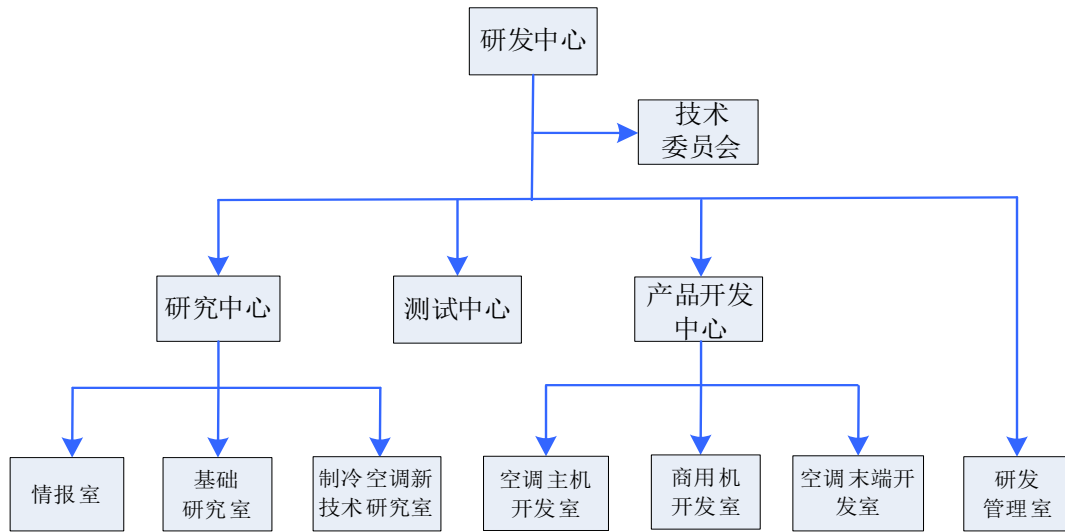 研发中心
技术
委员会
研究中心
测试中心
产品开发
中心
情报室
基础
研究室
制冷空调新
技术研究室
空调主机
开发室
商用机
开发室
空调末端开
发室
研发
管理室